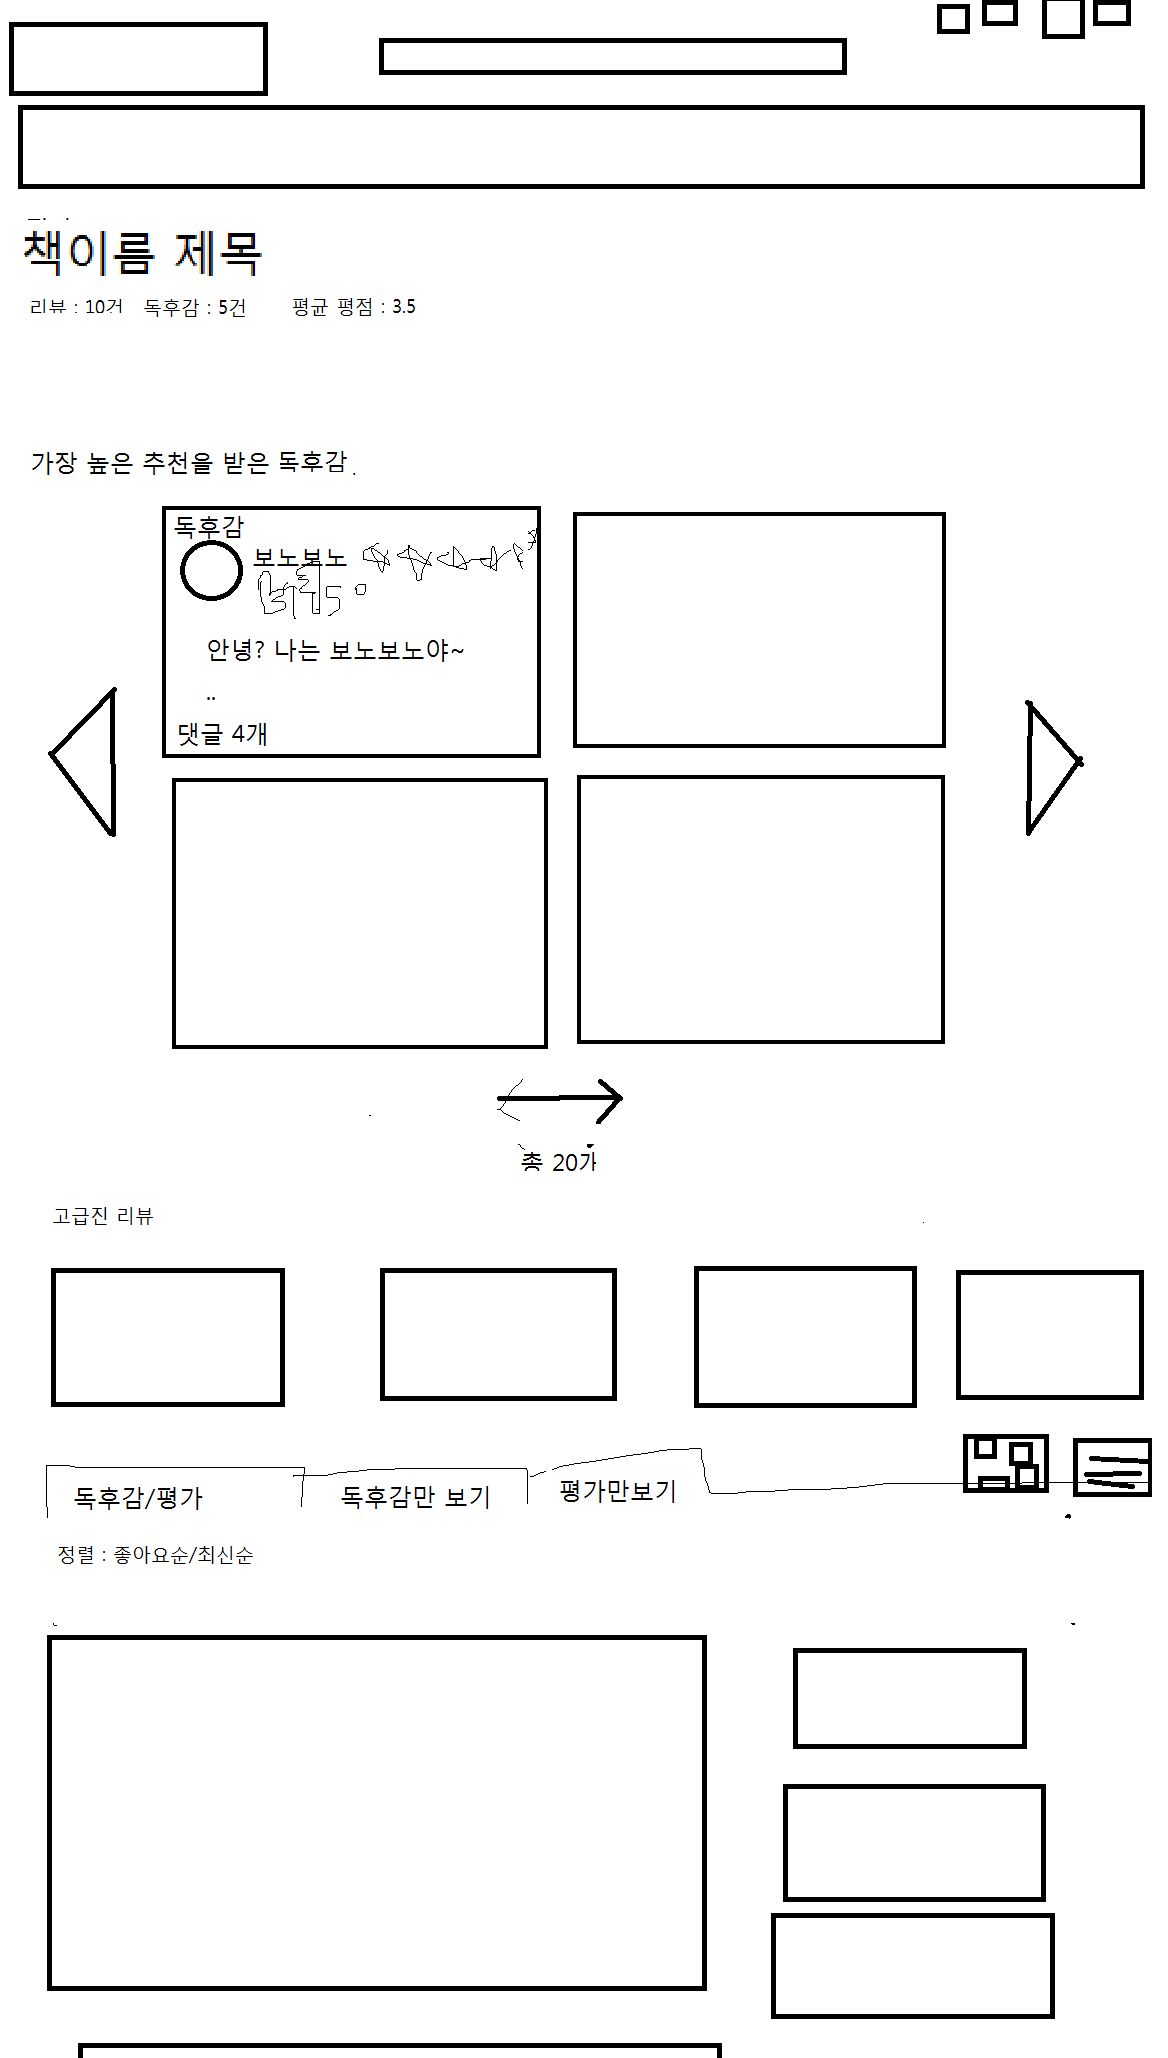 책이름 제목
리뷰 : 10건 독후감 : 5건 평균 평점 : 3.5
가장 높은 추천을 받은 독후감
독후감
보노보노
안녕? 나는 보노보노야~
..
댓글 4개
총 20개
고급진 리뷰
독후감/평가 독후감만 보기 평가만보기
정렬 : 좋아요순/최신순